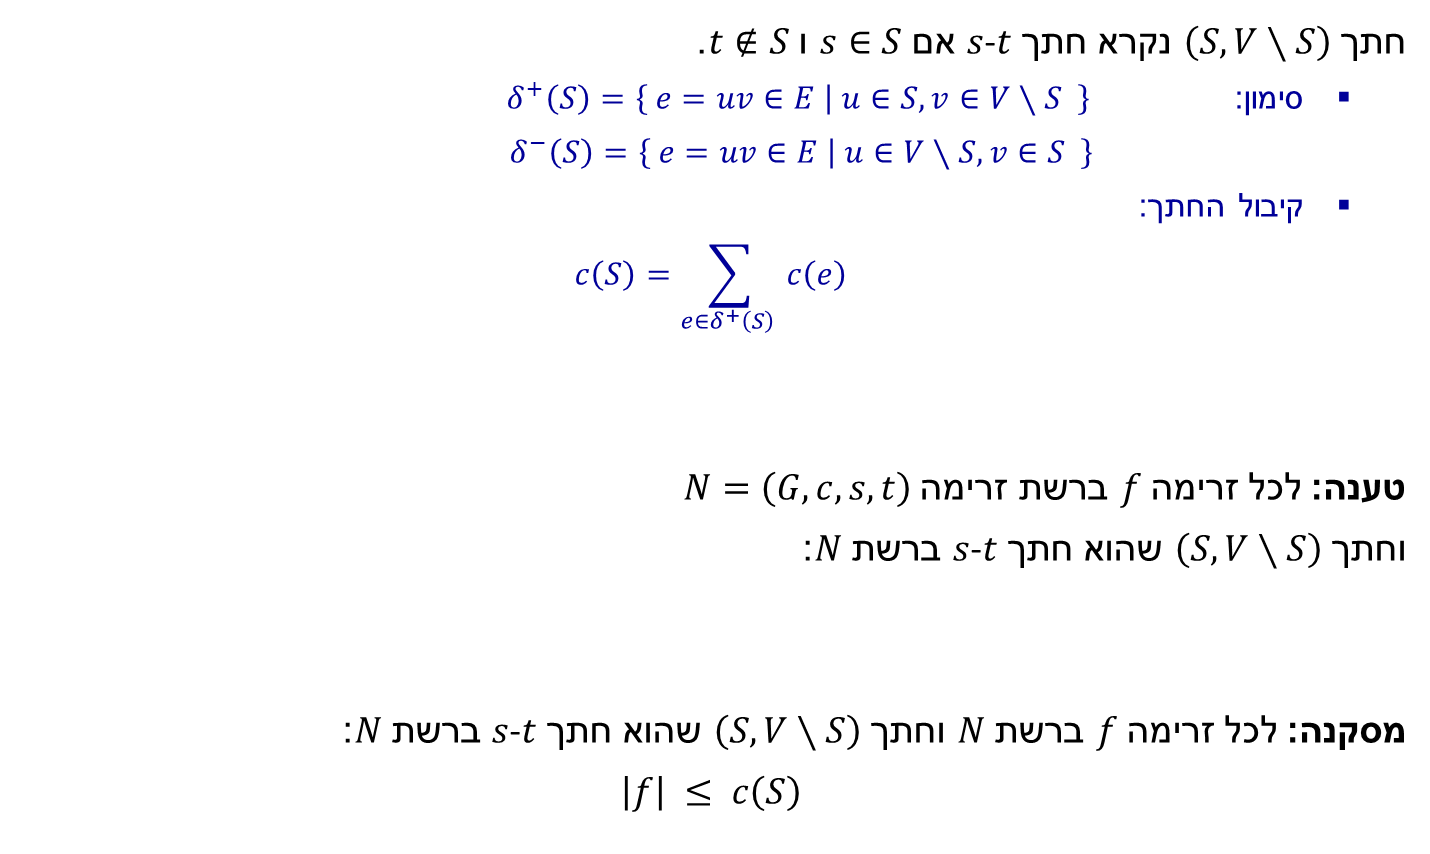 חתך (S, V \ S) נקרא חתך s-t אם s ∈ S ו t ∉ S.
▪ סימון: δ⁺(S) = { e = uv ∈ E | u ∈ S, v ∈ V \ S }
δ⁻(S) = { e = uv ∈ E | u ∈ V \ S, v ∈ S }
▪ קיבול החתך:
c(S) = ∑ c(e)
e∈δ⁺(S)
טענה: לכל זרימה f ברשת זרימה N = (G, c, s, t)
וחתך (S, V \ S) שהוא חתך s-t ברשת N:
מסקנה: לכל זרימה f ברשת N וחתך (S, V \ S) שהוא חתך s-t ברשת N:
|f| ≤ c(S)